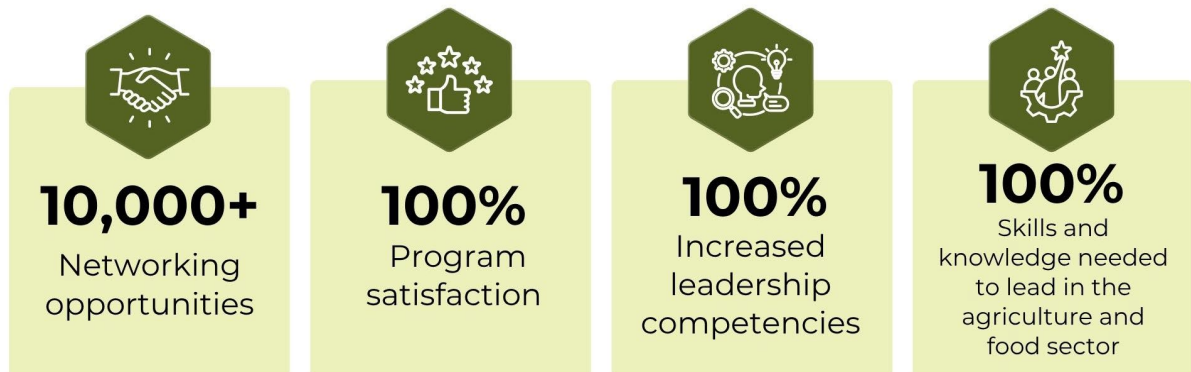 10,000+
Networking
opportunities
100%
Program
satisfaction
100%
Increased
leadership
competencies
100%
Skills and
knowledge needed
to lead in the
agriculture and
food sector